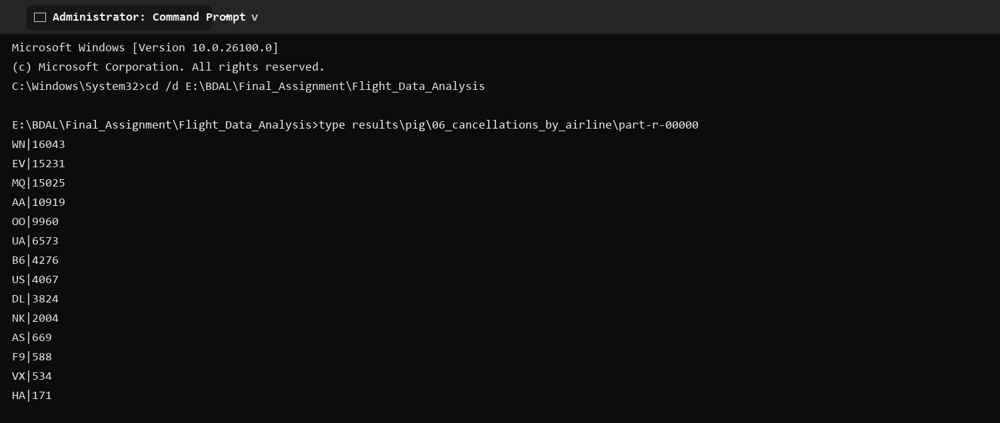 Administrator: Command Prompt v
Microsoft Windows [Version 10.0.26100.0]
(c) Microsoft Corporation. All rights reserved.
C:\Windows\System32>cd /d E:\BDAL\Final_Assignment\Flight_Data_Analysis
E:\BDAL\Final_Assignment\Flight_Data_Analysis>type results\pig\06_cancellations_by_airline\part-r-00000
WN|16043
EV|15231
MQ|15025
AA|10919
OO|9960
UA|6573
B6|4276
US|4067
DL|3824
NK|2004
AS|669
F9|588
VX|534
HA|171